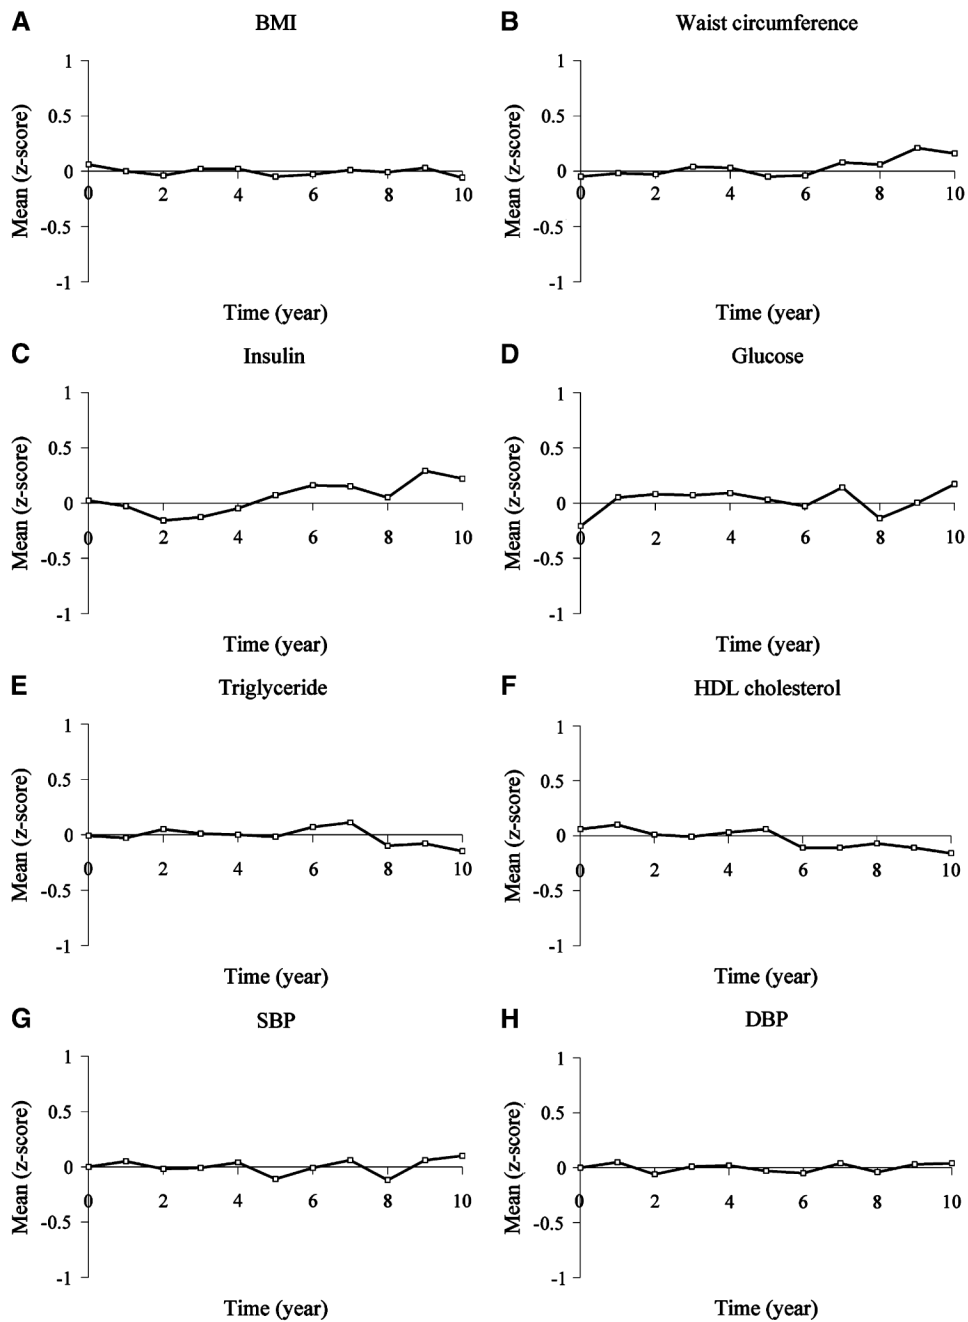 A BMI
1
0.5
0
-0.5
-1
0 2 4 6 8 10
Mean (z-score)
Time (year)
B Waist circumference
1
0.5
0
-0.5
-1
0 2 4 6 8 10
Mean (z-score)
Time (year)
C Insulin
1
0.5
0
-0.5
-1
0 2 4 6 8 10
Mean (z-score)
Time (year)
D Glucose
1
0.5
0
-0.5
-1
0 2 4 6 8 10
Mean (z-score)
Time (year)
E Triglyceride
1
0.5
0
-0.5
-1
0 2 4 6 8 10
Mean (z-score)
Time (year)
F HDL cholesterol
1
0.5
0
-0.5
-1
0 2 4 6 8 10
Mean (z-score)
Time (year)
G SBP
1
0.5
0
-0.5
-1
0 2 4 6 8 10
Mean (z-score)
Time (year)
H DBP
1
0.5
0
-0.5
-1
0 2 4 6 8 10
Mean (z-score)
Time (year)